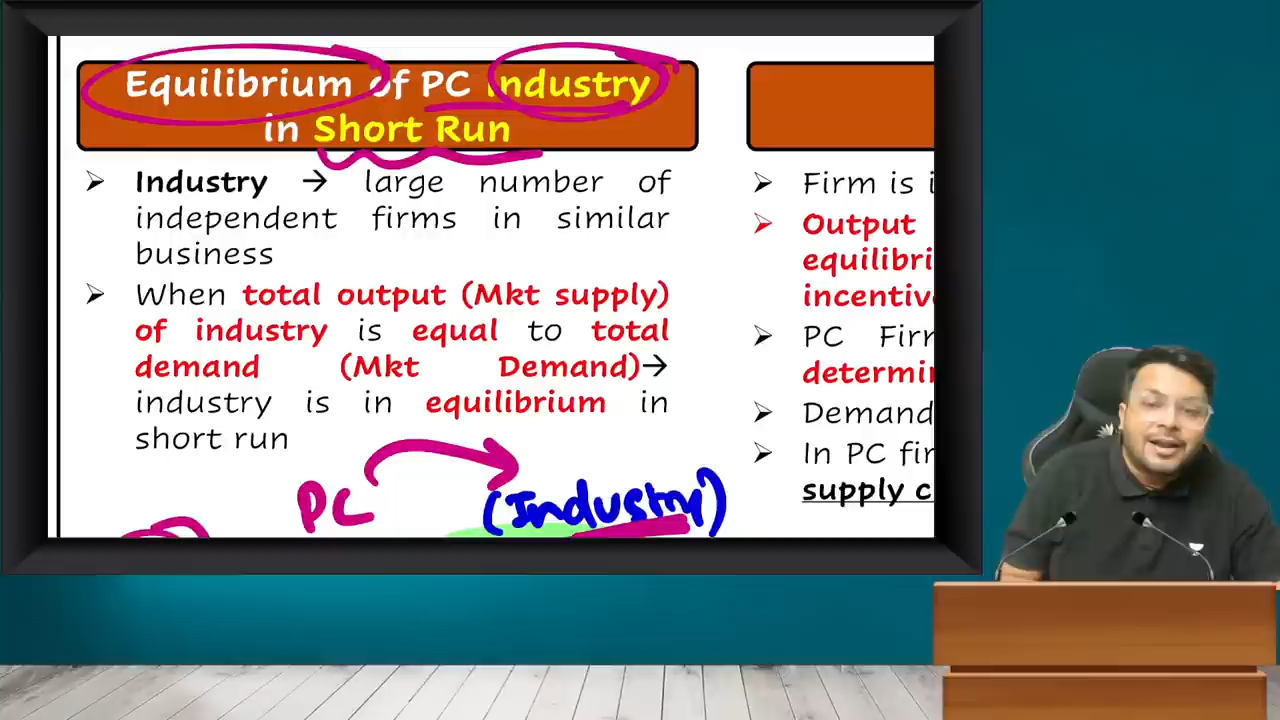 Equilibrium of PC Industry
in Short Run
➢ Industry → large number of
independent firms in similar
business
➢ When total output (Mkt supply)
of industry is equal to total
demand (Mkt Demand)→
industry is in equilibrium in
short run
PC (Industry)
➢ Firm is
➢ Output
equilibri
incentiv
➢ PC Firm
determin
➢ Demand
➢ In PC fir
supply c